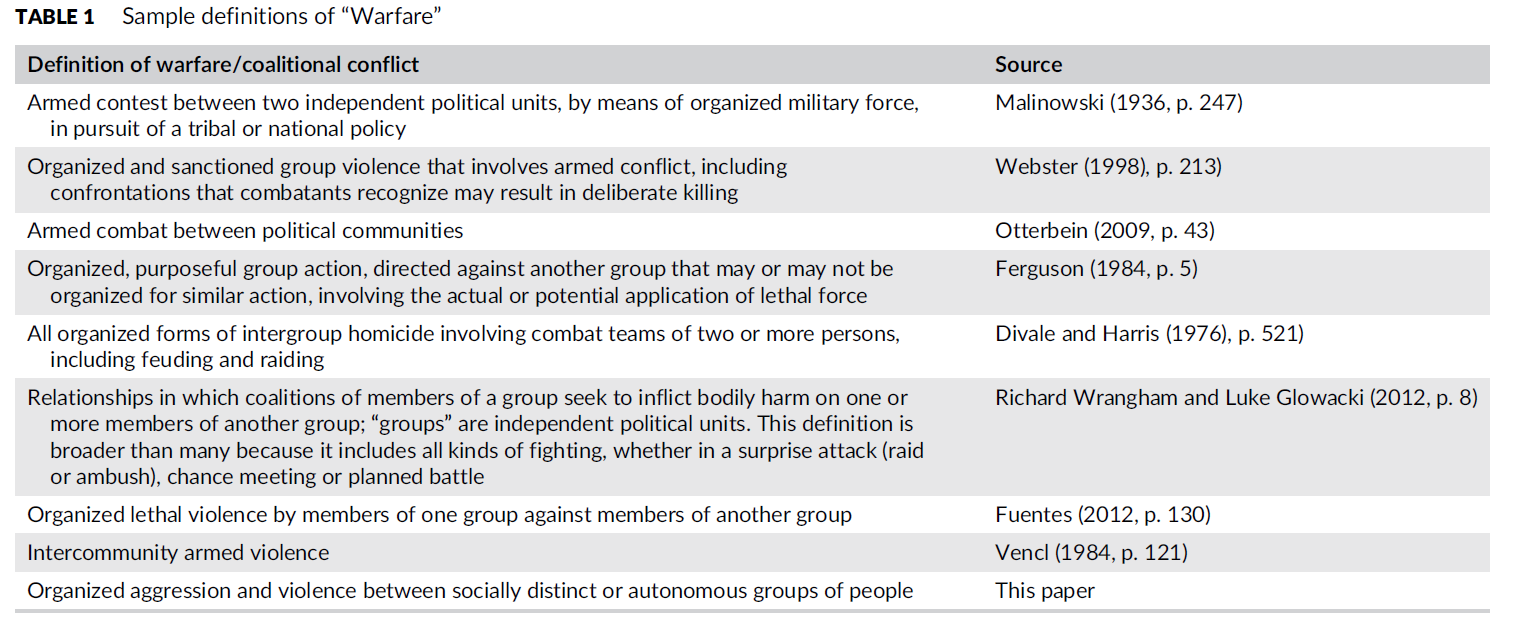 TABLE 1 Sample definitions of “Warfare”
Definition of warfare/coalitional conflict Source
Armed contest between two independent political units, by means of organized military force, Malinowski (1936, p. 247)
in pursuit of a tribal or national policy
Organized and sanctioned group violence that involves armed conflict, including Webster (1998), p. 213)
confrontations that combatants recognize may result in deliberate killing
Armed combat between political communities Otterbein (2009, p. 43)
Organized, purposeful group action, directed against another group that may or may not be Ferguson (1984, p. 5)
organized for similar action, involving the actual or potential application of lethal force
All organized forms of intergroup homicide involving combat teams of two or more persons, Divale and Harris (1976), p. 521)
including feuding and raiding
Relationships in which coalitions of members of a group seek to inflict bodily harm on one or Richard Wrangham and Luke Glowacki (2012, p. 8)
more members of another group; “groups” are independent political units. This definition is
broader than many because it includes all kinds of fighting, whether in a surprise attack (raid
or ambush), chance meeting or planned battle
Organized lethal violence by members of one group against members of another group Fuentes (2012, p. 130)
Intercommunity armed violence Vencl (1984, p. 121)
Organized aggression and violence between socially distinct or autonomous groups of people This paper